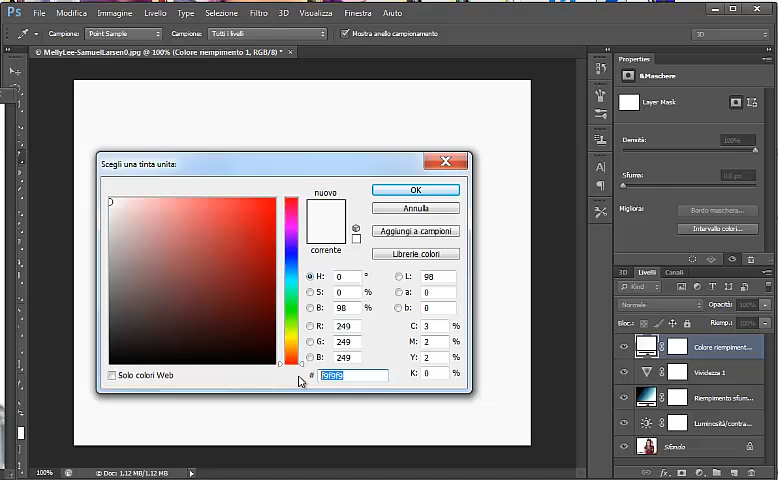 Ps File Modifica Immagine Livello Type Selezione Filtro 3D Visualizza Finestra Aiuto
Campione: Point Sample Campione: Tutti i livelli Mostra anello campionamento 3D
© MellyLee-SamuelLarsen0.jpg @ 100% (Colore riempimento 1, RGB/8) * ×
Properties
Maschere
Layer Mask
Densità: 100%
Sfuma: 0,0 px
Migliora: Bordo maschera...
Intervallo colori...
Scegli una tinta unita:
nuovo
corrente
OK
Annulla
Aggiungi a campioni
Librerie colori
H: 0 ° L: 98
S: 0 % a: 0
B: 98 % b: 0
R: 249 C: 3 %
G: 249 M: 2 %
B: 249 Y: 2 %
# f9f9f9 K: 0 %
Solo colori Web
3D Livelli Canali
Kind
Normale Opacità: 100%
Bloc.: Riemp.: 100%
Colore riempiment...
Vividezza 1
Riempimento sfum...
Luminosità/contra...
Sfondo
100% Doc: 1,12 MB/1,12 MB